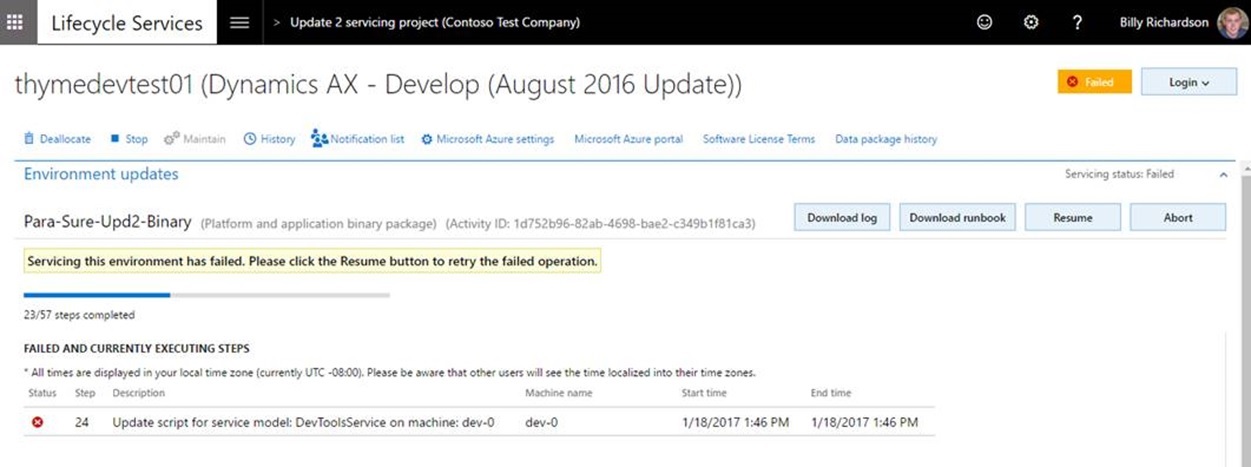 Lifecycle Services > Update 2 servicing project (Contoso Test Company) ? Billy Richardson
thymedevtest01 (Dynamics AX - Develop (August 2016 Update)) Failed Login
Deallocate Stop Maintain History Notification list Microsoft Azure settings Microsoft Azure portal Software License Terms Data package history
Environment updates Servicing status: Failed
Para-Sure-Upd2-Binary (Platform and application binary package) (Activity ID: 1d752b96-82ab-4698-bae2-c349b1f81ca3) Download log Download runbook Resume Abort
Servicing this environment has failed. Please click the Resume button to retry the failed operation.
23/57 steps completed
FAILED AND CURRENTLY EXECUTING STEPS
* All times are displayed in your local time zone (currently UTC -08:00). Please be aware that other users will see the time localized into their time zones.
Status Step Description Machine name Start time End time
24 Update script for service model: DevToolsService on machine: dev-0 dev-0 1/18/2017 1:46 PM 1/18/2017 1:46 PM